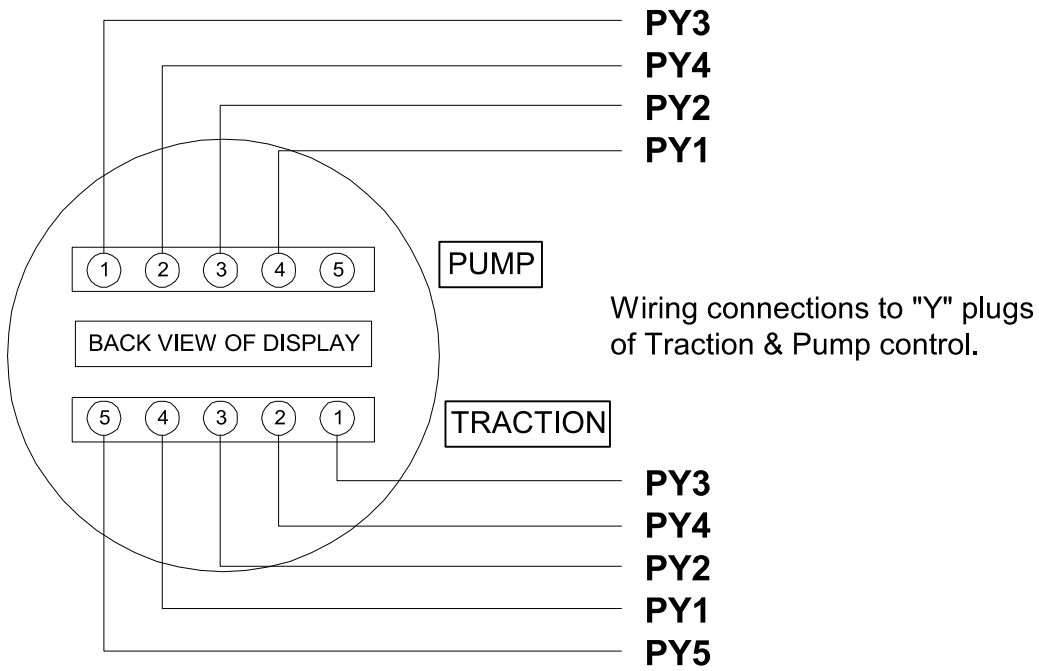 PY3
PY4
PY2
PY1
1 2 3 4 5
PUMP
BACK VIEW OF DISPLAY
Wiring connections to "Y" plugs
of Traction & Pump control.
5 4 3 2 1
TRACTION
PY3
PY4
PY2
PY1
PY5